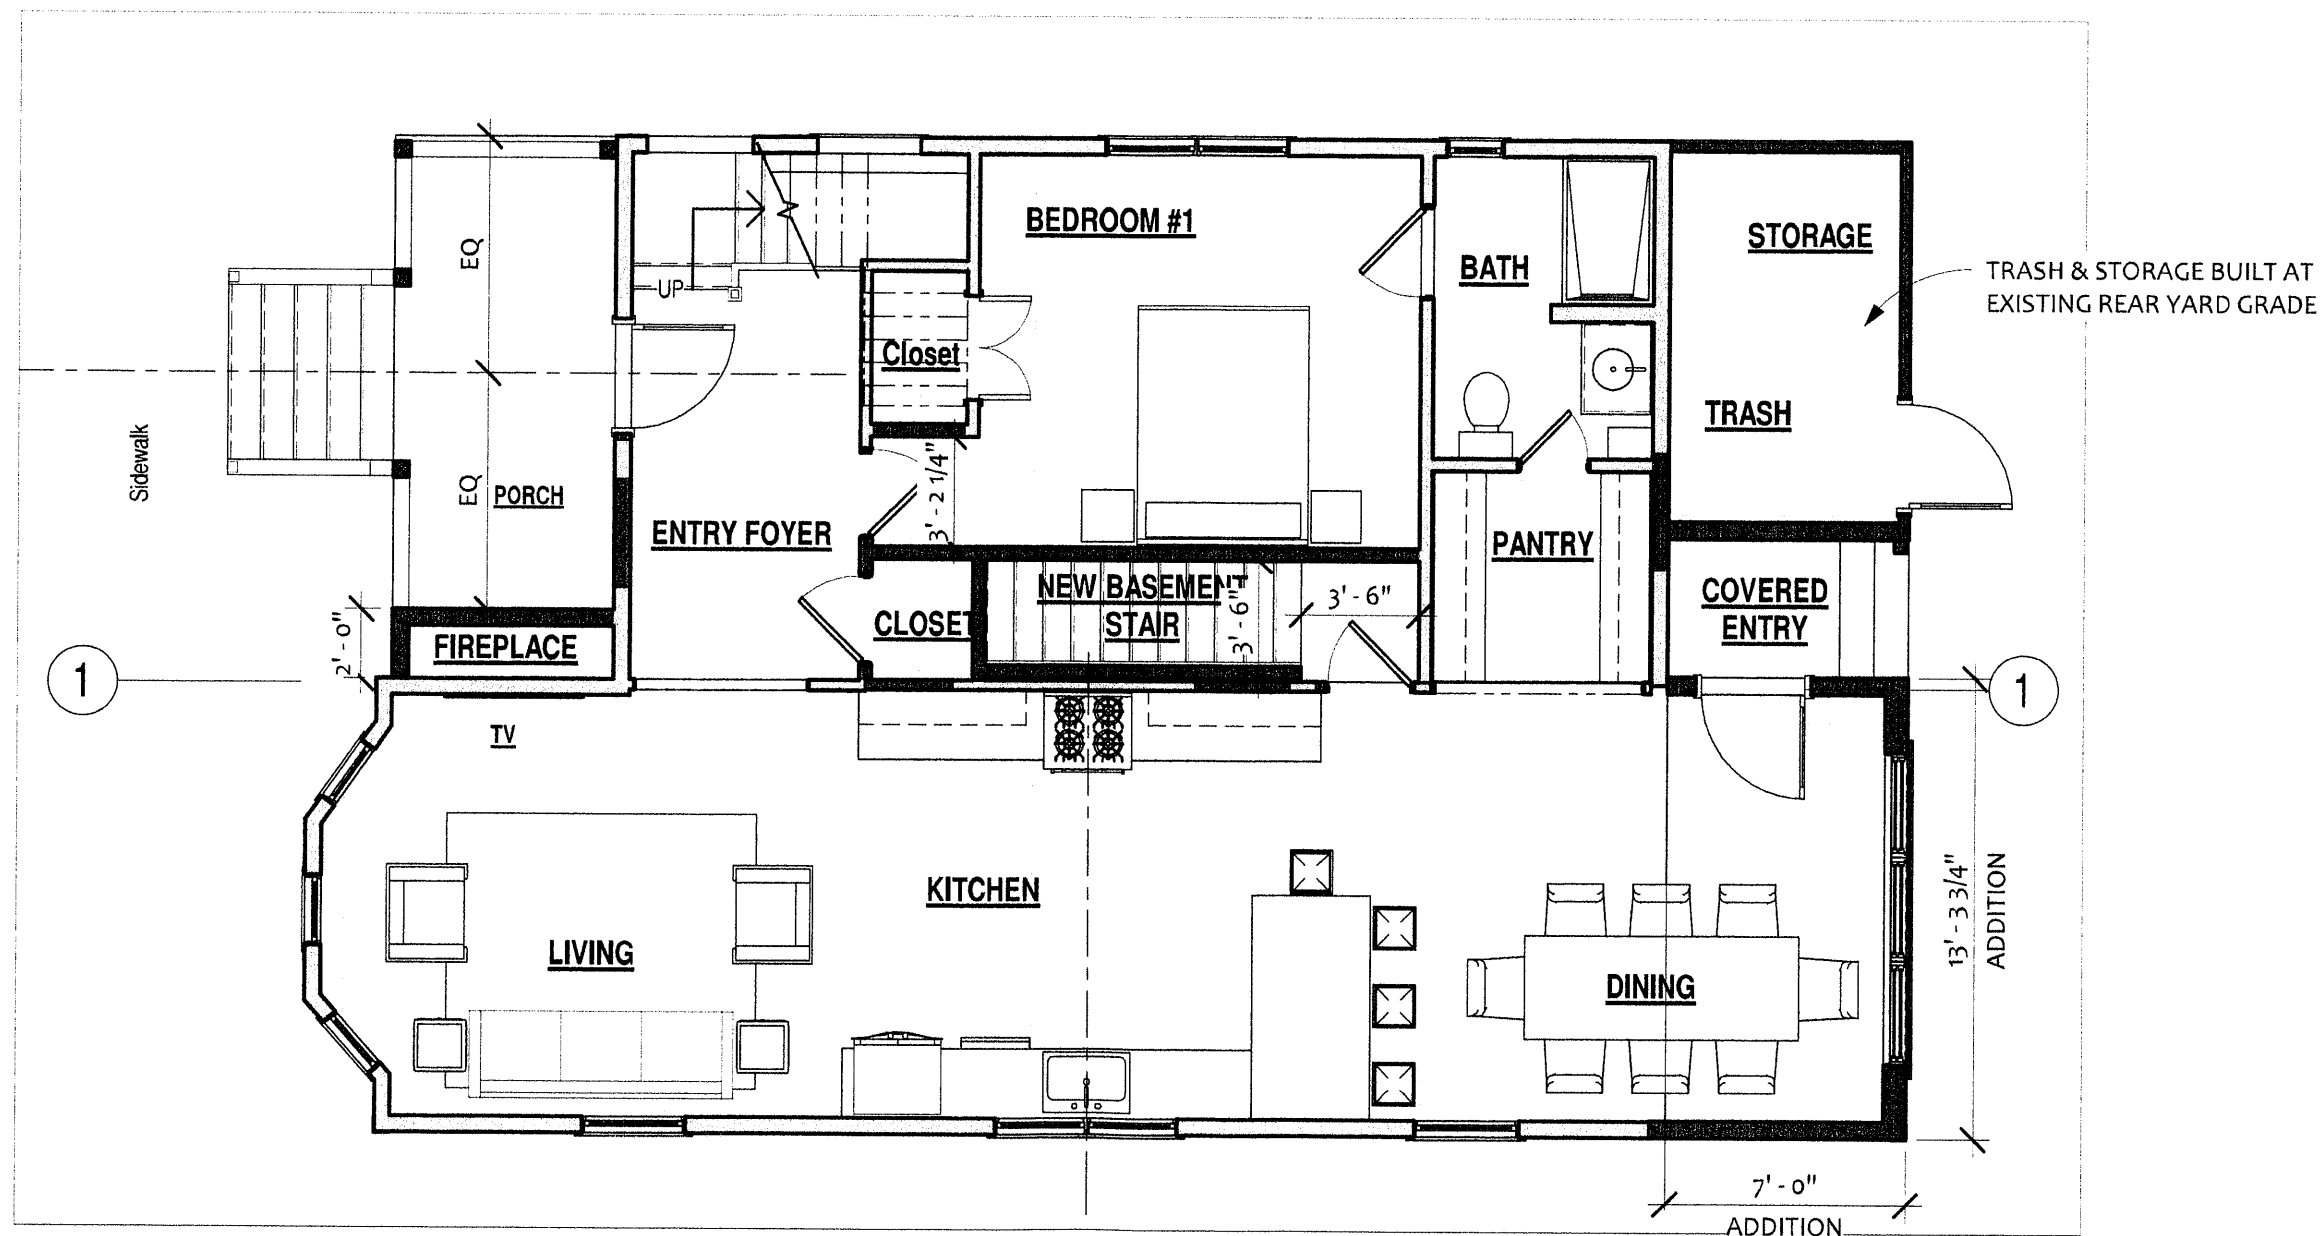 BEDROOM #1
STORAGE
EQ
BATH
TRASH & STORAGE BUILT AT
EXISTING REAR YARD GRADE
UP
Closet
TRASH
Sidewalk
EQ
PORCH
3' - 2 1/4"
ENTRY FOYER
PANTRY
NEW BASEMENT
STAIR
3' - 6"
3' - 6"
COVERED
ENTRY
CLOSET
2' - 0"
FIREPLACE
1
1
TV
KITCHEN
LIVING
DINING
13' - 3 3/4"
ADDITION
7' - 0"
ADDITION